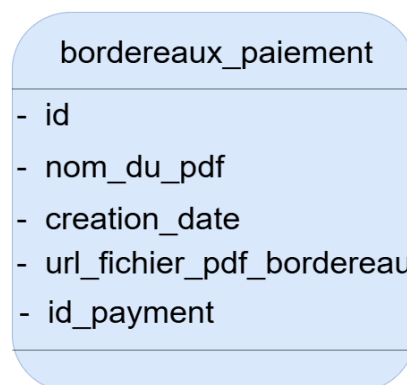 bordereaux_paiement
- id
- nom_du_pdf
- creation_date
- url_fichier_pdf_bordereau
- id_payment